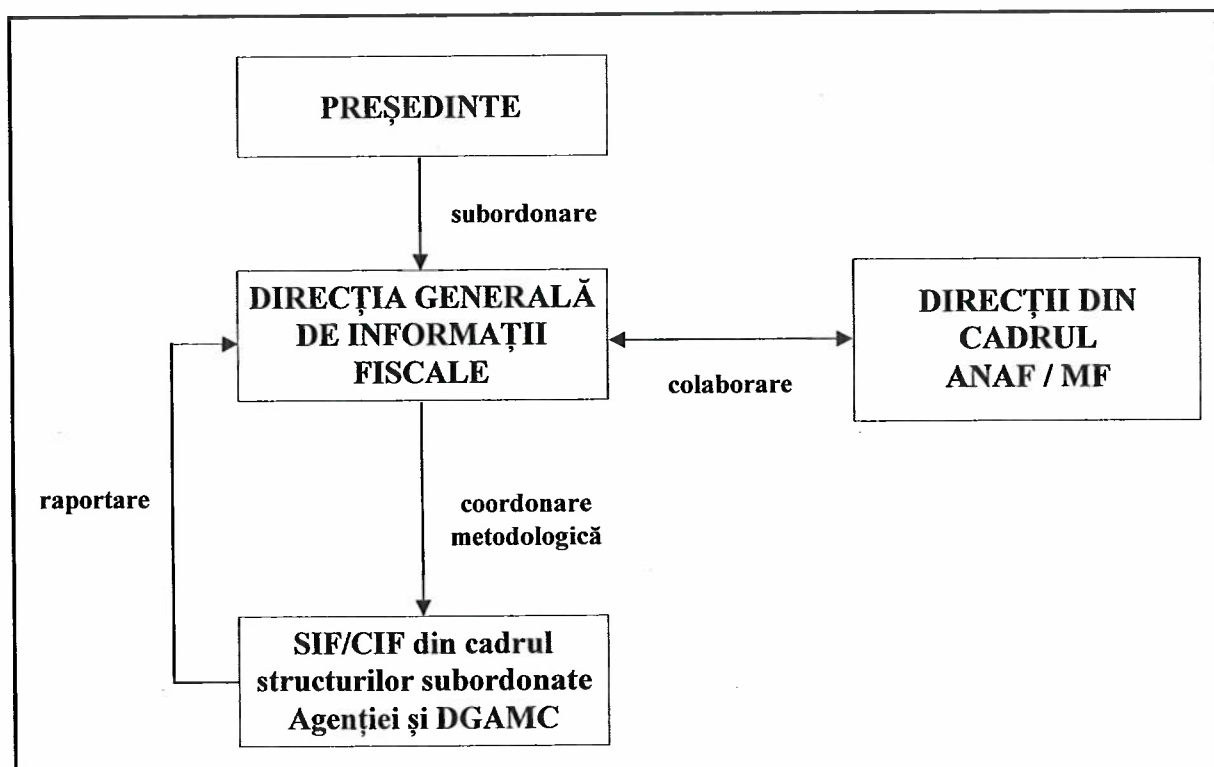 PREȘEDINTE
subordonare
DIRECȚIA GENERALĂ
DE INFORMAȚII
FISCALE
DIRECȚII DIN
CADRUL
ANAF / MF
colaborare
raportare
coordonare
metodologică
SIF/CIF din cadrul
structurilor subordonate
Agenției și DGAMC